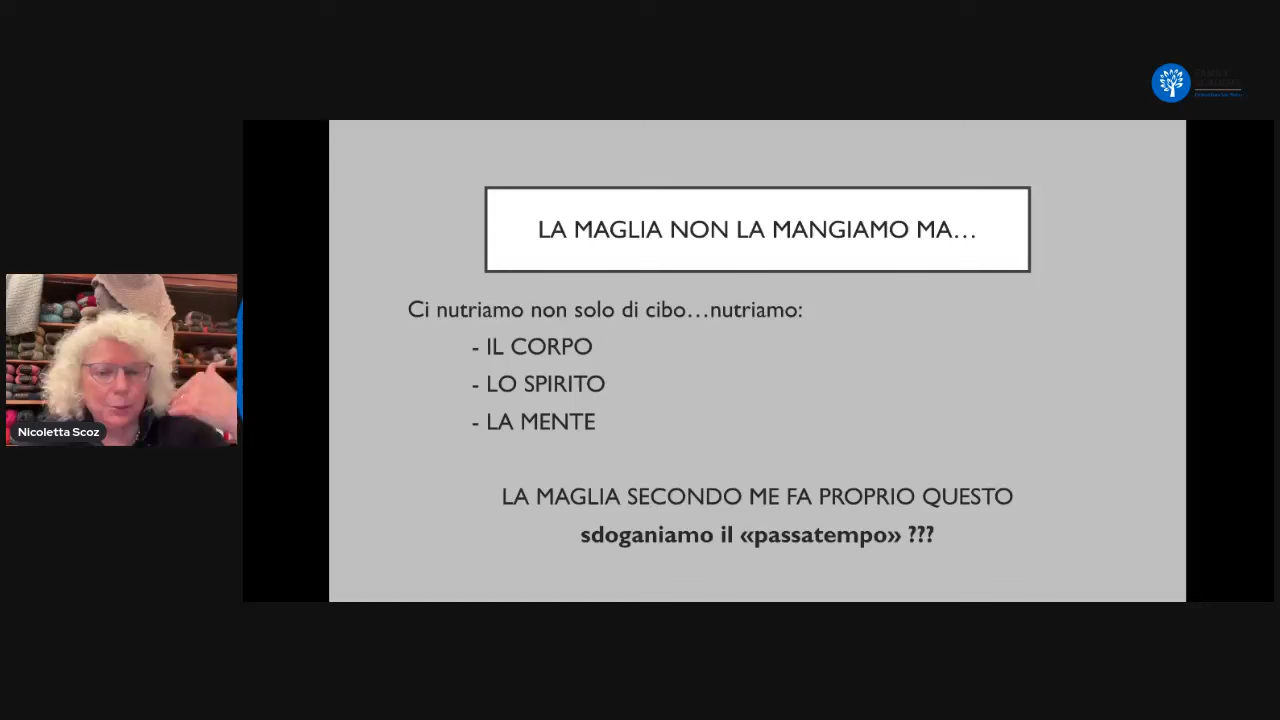 LA MAGLIA NON LA MANGIAMO MA…
Ci nutriamo non solo di cibo…nutriamo:
- IL CORPO
- LO SPIRITO
- LA MENTE
LA MAGLIA SECONDO ME FA PROPRIO QUESTO
sdoganiamo il «passatempo» ???
Nicoletta Scoz